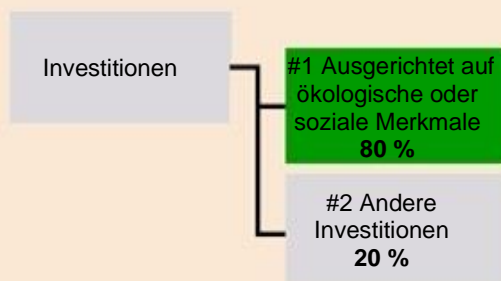 Investitionen
#1 Ausgerichtet auf
ökologische oder
soziale Merkmale
80 %
#2 Andere
Investitionen
20 %